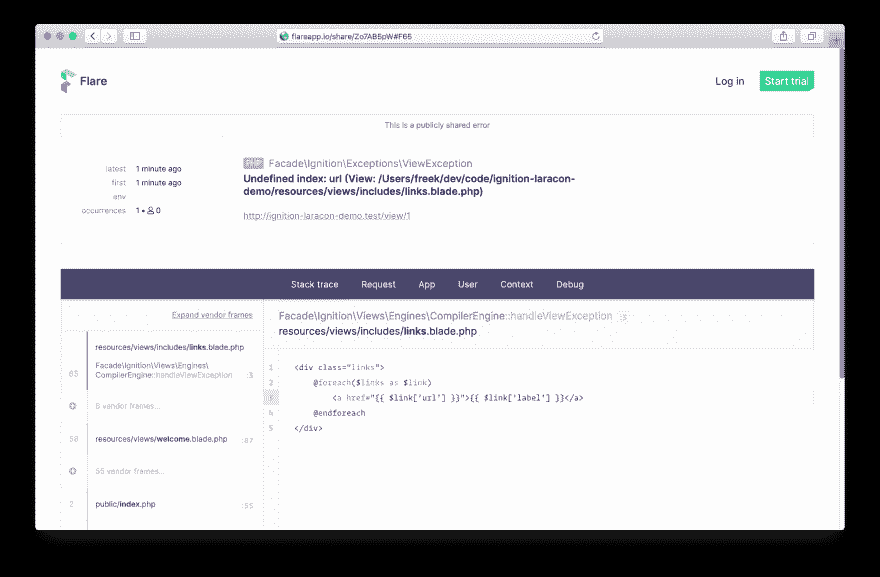 flareapp.io/share/Zo7AB5pW#F65
Flare
Log in
Start trial
This is a publicly shared error
latest 1 minute ago
first 1 minute ago
env
occurrences 1 • 0
Facade\Ignition\Exceptions\ViewException
Undefined index: url (View: /Users/freek/dev/code/ignition-laracon-
demo/resources/views/includes/links.blade.php)
http://ignition-laracon-demo.test/view/1
Stack trace Request App User Context Debug
Expand vendor frames
resources/views/includes/links.blade.php
65 Facade\Ignition\Views\Engines\
CompilerEngine::handleViewException :3
6 vendor frames...
58 resources/views/welcome.blade.php :87
55 vendor frames...
2 public/index.php :55
Facade\Ignition\Views\Engines\CompilerEngine::handleViewException :3
resources/views/includes/links.blade.php
1 <div class="links">
2 @foreach($links as $link)
3 <a href="{{ $link['url'] }}">{{ $link['label'] }}</a>
4 @endforeach
5 </div>